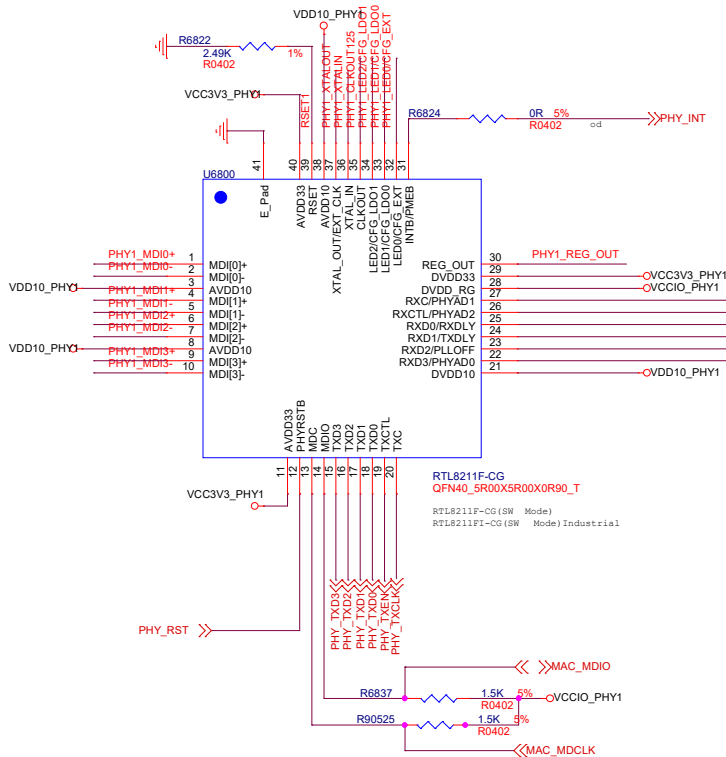 VDD10_PHY1
R6822
2.49K
1%
R0402
VCC3V3_PHY1
RSET1
PHY1_XTALOUT
PHY1_XTALIN
PHY1_CLKOUT125
PHY1_LED2/CFG_LDO1
PHY1_LED1/CFG_LDO0
PHY1_LED0/CFG_EXT
R6824
0R
5%
R0402
od
PHY_INT
41
40
39
38
37
36
35
34
33
32
31
U6800
E_Pad
AVDD33
RSET
AVDD10
XTAL_OUT/EXT_CLK
XTAL_IN
CLKOUT
LED2/CFG_LDO1
LED1/CFG_LDO0
LED0/CFG_EXT
INTB/PMEB
PHY1_MDI0+ 1 MDI[0]+
PHY1_MDI0- 2 MDI[0]-
VDD10_PHY1 3 AVDD10
PHY1_MDI1+ 4 MDI[1]+
PHY1_MDI1- 5 MDI[1]-
PHY1_MDI2+ 6 MDI[2]+
PHY1_MDI2- 7 MDI[2]-
VDD10_PHY1 8 AVDD10
PHY1_MDI3+ 9 MDI[3]+
PHY1_MDI3- 10 MDI[3]-
REG_OUT 30 PHY1_REG_OUT
DVDD33 29 VCC3V3_PHY1
DVDD_RG 28 VCCIO_PHY1
RXC/PHYAD1 27
RXCTL/PHYAD2 26
RXD0/RXDLY 25
RXD1/TXDLY 24
RXD2/PLLOFF 23
RXD3/PHYAD0 22
DVDD10 21 VDD10_PHY1
AVDD33
PHYRSTB
MDC
MDIO
TXD3
TXD2
TXD1
TXD0
TXCTL
TXC
11
12
13
14
15
16
17
18
19
20
RTL8211F-CG
QFN40_5R00X5R00X0R90_T
VCC3V3_PHY1
RTL8211F-CG(SW Mode)
RTL8211FI-CG(SW Mode)Industrial
PHY_TXD3
PHY_TXD2
PHY_TXD1
PHY_TXD0
PHY_TXEN
PHY_TXCLK
PHY_RST
MAC_MDIO
R6837
1.5K
5%
R0402
VCCIO_PHY1
R90525
1.5K
5%
R0402
MAC_MDCLK